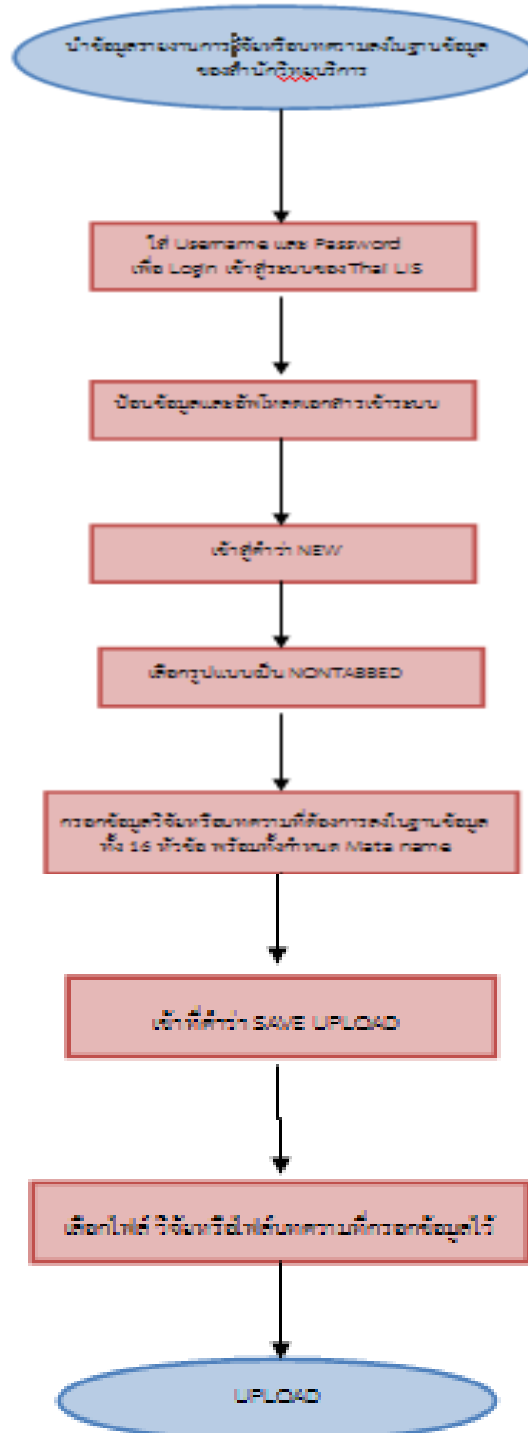 นำข้อมูลรายงานการวิจัยหรือบทความลงในฐานข้อมูล
ของสำนักวิทยบริการ
ใส่ Username และ Password
เพื่อ Login เข้าสู่ระบบของ Thai LIS
ป้อนข้อมูลและอัพโหลดเอกสารเข้าระบบ
เข้าสู่คำว่า NEW
เลือกรูปแบบเป็น NONTABBED
กรอกข้อมูลวิจัยหรือบทความที่ต้องการลงในฐานข้อมูล
ทั้ง 16 หัวข้อ พร้อมทั้งกำหนด Mata name
เข้าที่คำว่า SAVE UPLOAD
เลือกไฟล์ วิจัยหรือไฟล์บทความที่กรอกข้อมูลไว้
UPLOAD